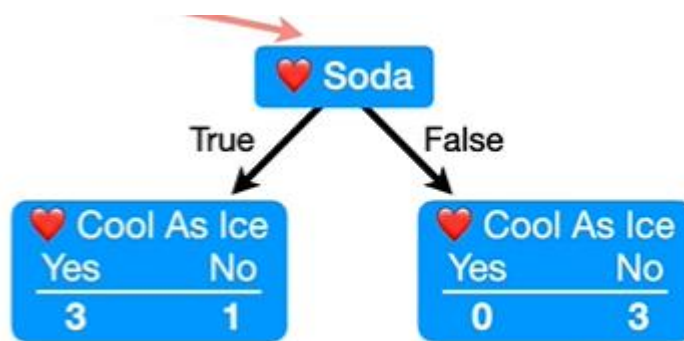 ❤️ Soda
True False
❤️ Cool As Ice ❤️ Cool As Ice
Yes No Yes No
3 1 0 3